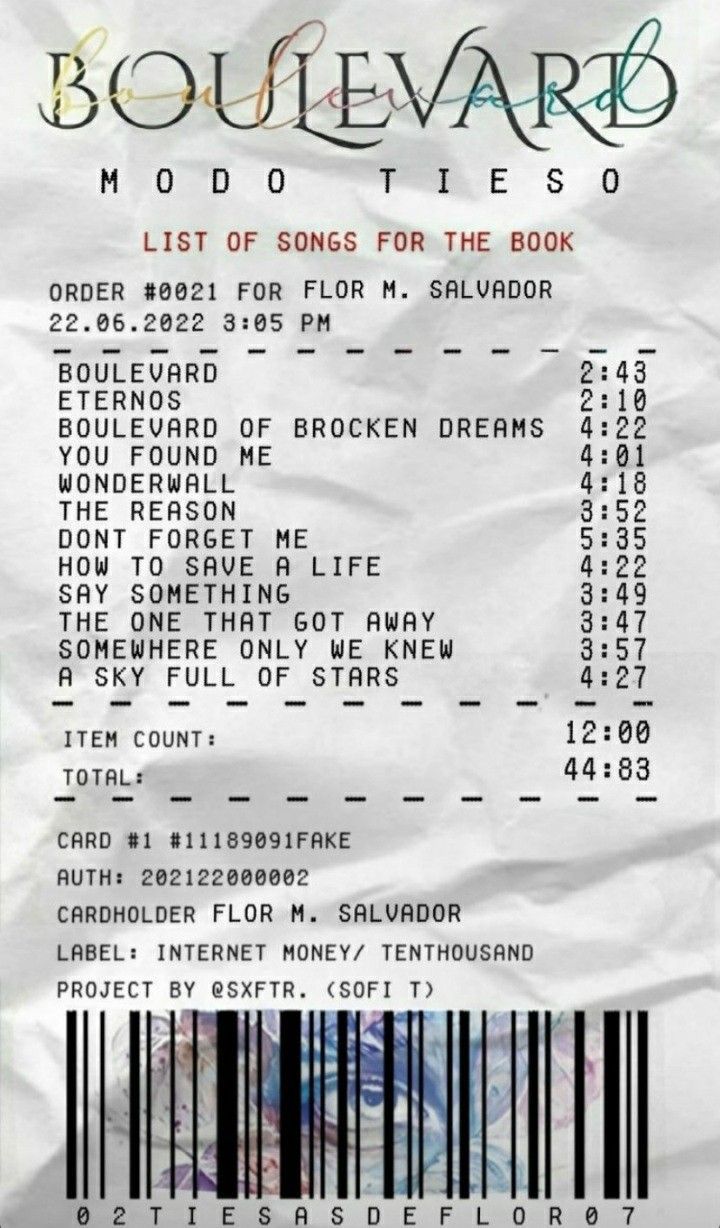 BOULEVARD
boulevard
MODO TIESO
LIST OF SONGS FOR THE BOOK
ORDER #0021 FOR FLOR M. SALVADOR
22.06.2022 3:05 PM
BOULEVARD 2:43
ETERNOS 2:10
BOULEVARD OF BROCKEN DREAMS 4:22
YOU FOUND ME 4:01
WONDERWALL 4:18
THE REASON 3:52
DONT FORGET ME 5:35
HOW TO SAVE A LIFE 4:22
SAY SOMETHING 3:49
THE ONE THAT GOT AWAY 3:47
SOMEWHERE ONLY WE KNEW 3:57
A SKY FULL OF STARS 4:27
ITEM COUNT: 12:00
TOTAL: 44:83
CARD #1 #11189091FAKE
AUTH: 202122000002
CARDHOLDER FLOR M. SALVADOR
LABEL: INTERNET MONEY/ TENTHOUSAND
PROJECT BY @SXFTR. (SOFI T)
02TIESASDEFLOR07